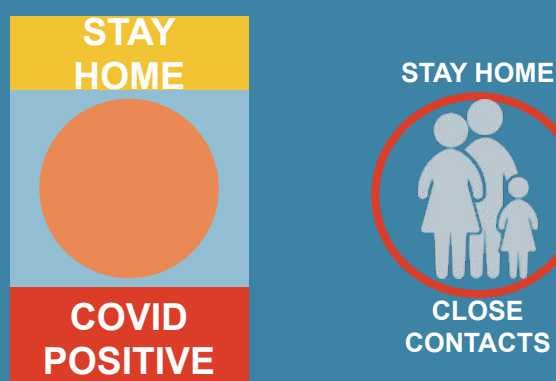 STAY
HOME
COVID
POSITIVE
STAY HOME
CLOSE
CONTACTS